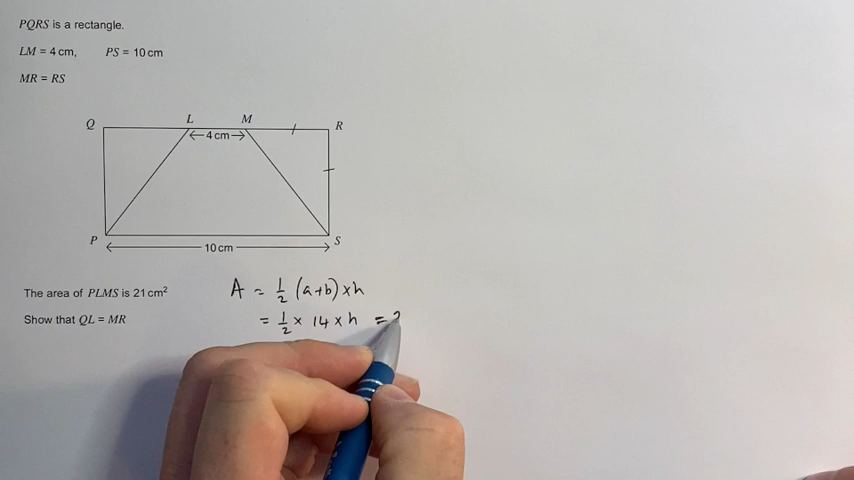 PQRS is a rectangle.
LM = 4 cm, PS = 10 cm
MR = RS
Q L M R
4 cm
P S
10 cm
The area of PLMS is 21 cm²
Show that QL = MR
A = 1/2 (a+b) × h
= 1/2 × 14 × h =